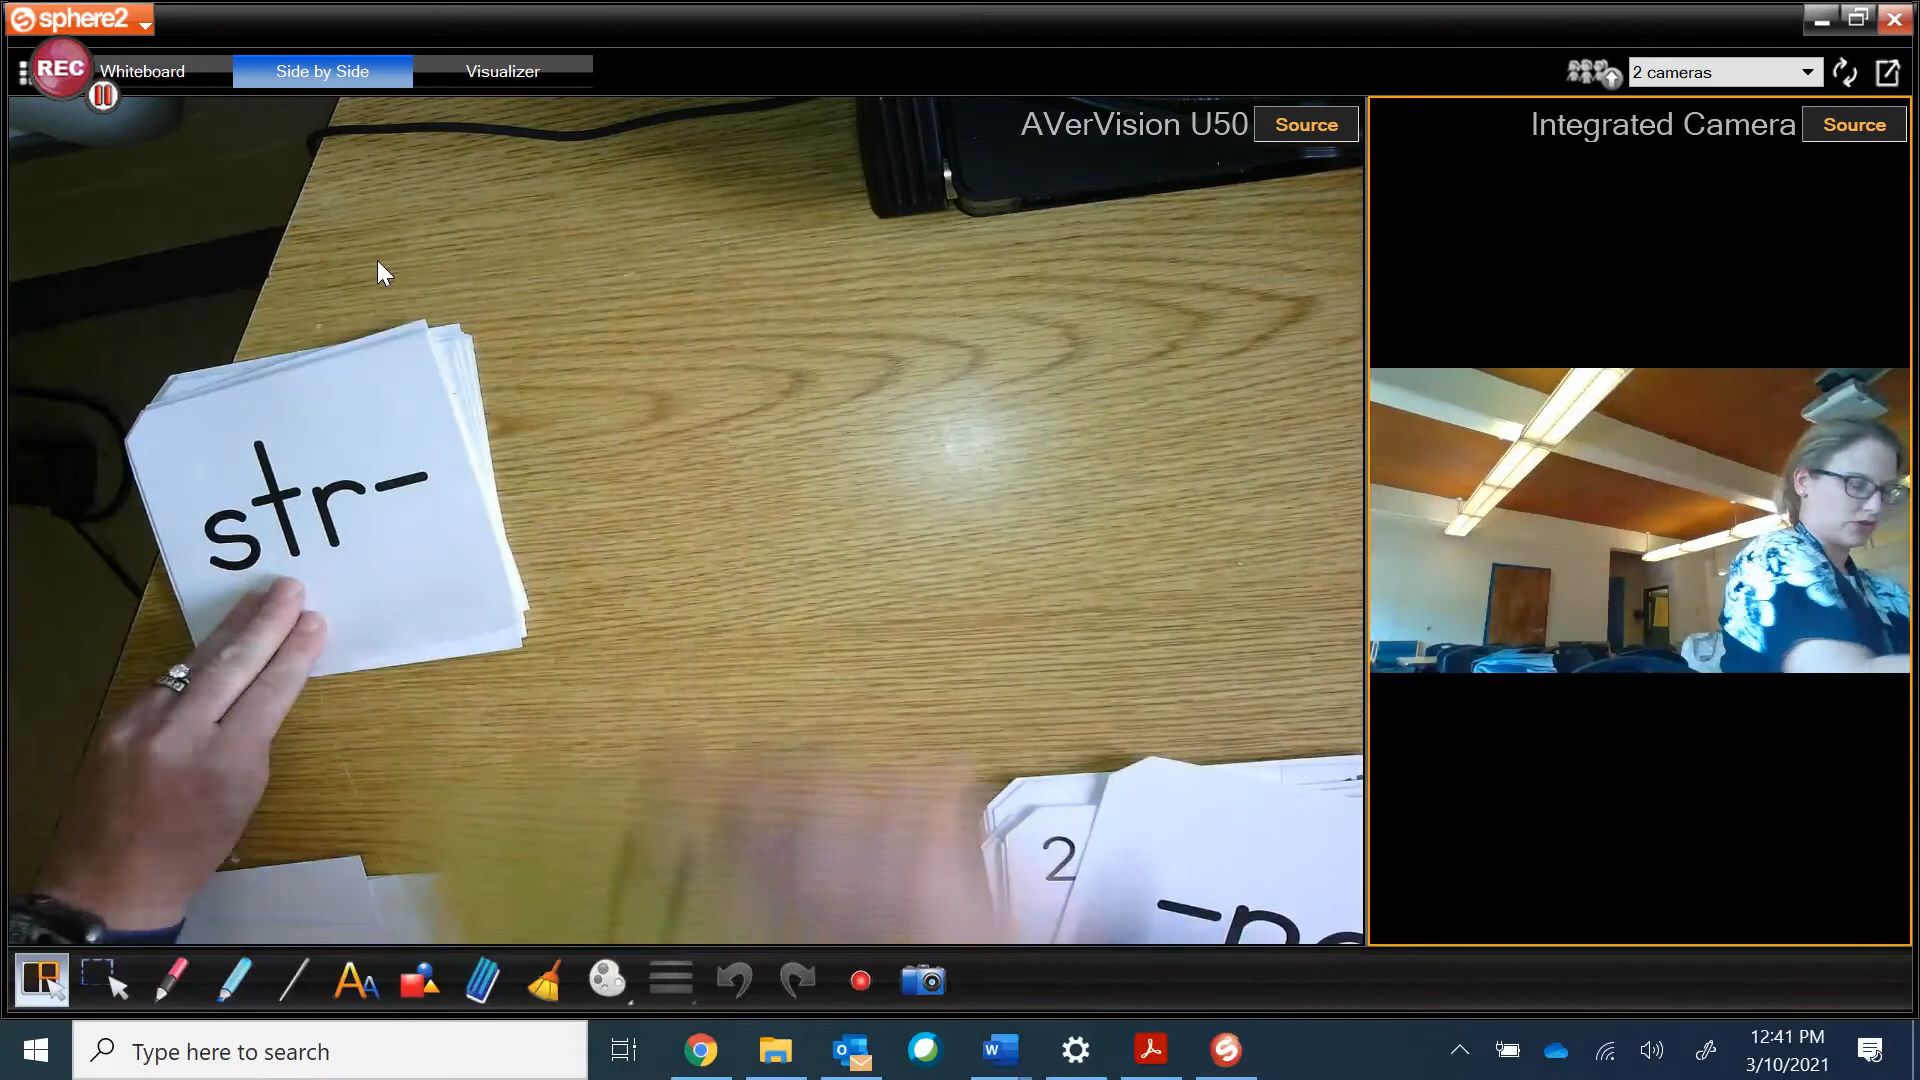 sphere2
REC
Whiteboard
Side by Side
Visualizer
2 cameras
AVerVision U50
Source
Integrated Camera
Source
str-
2
Type here to search
12:41 PM
3/10/2021